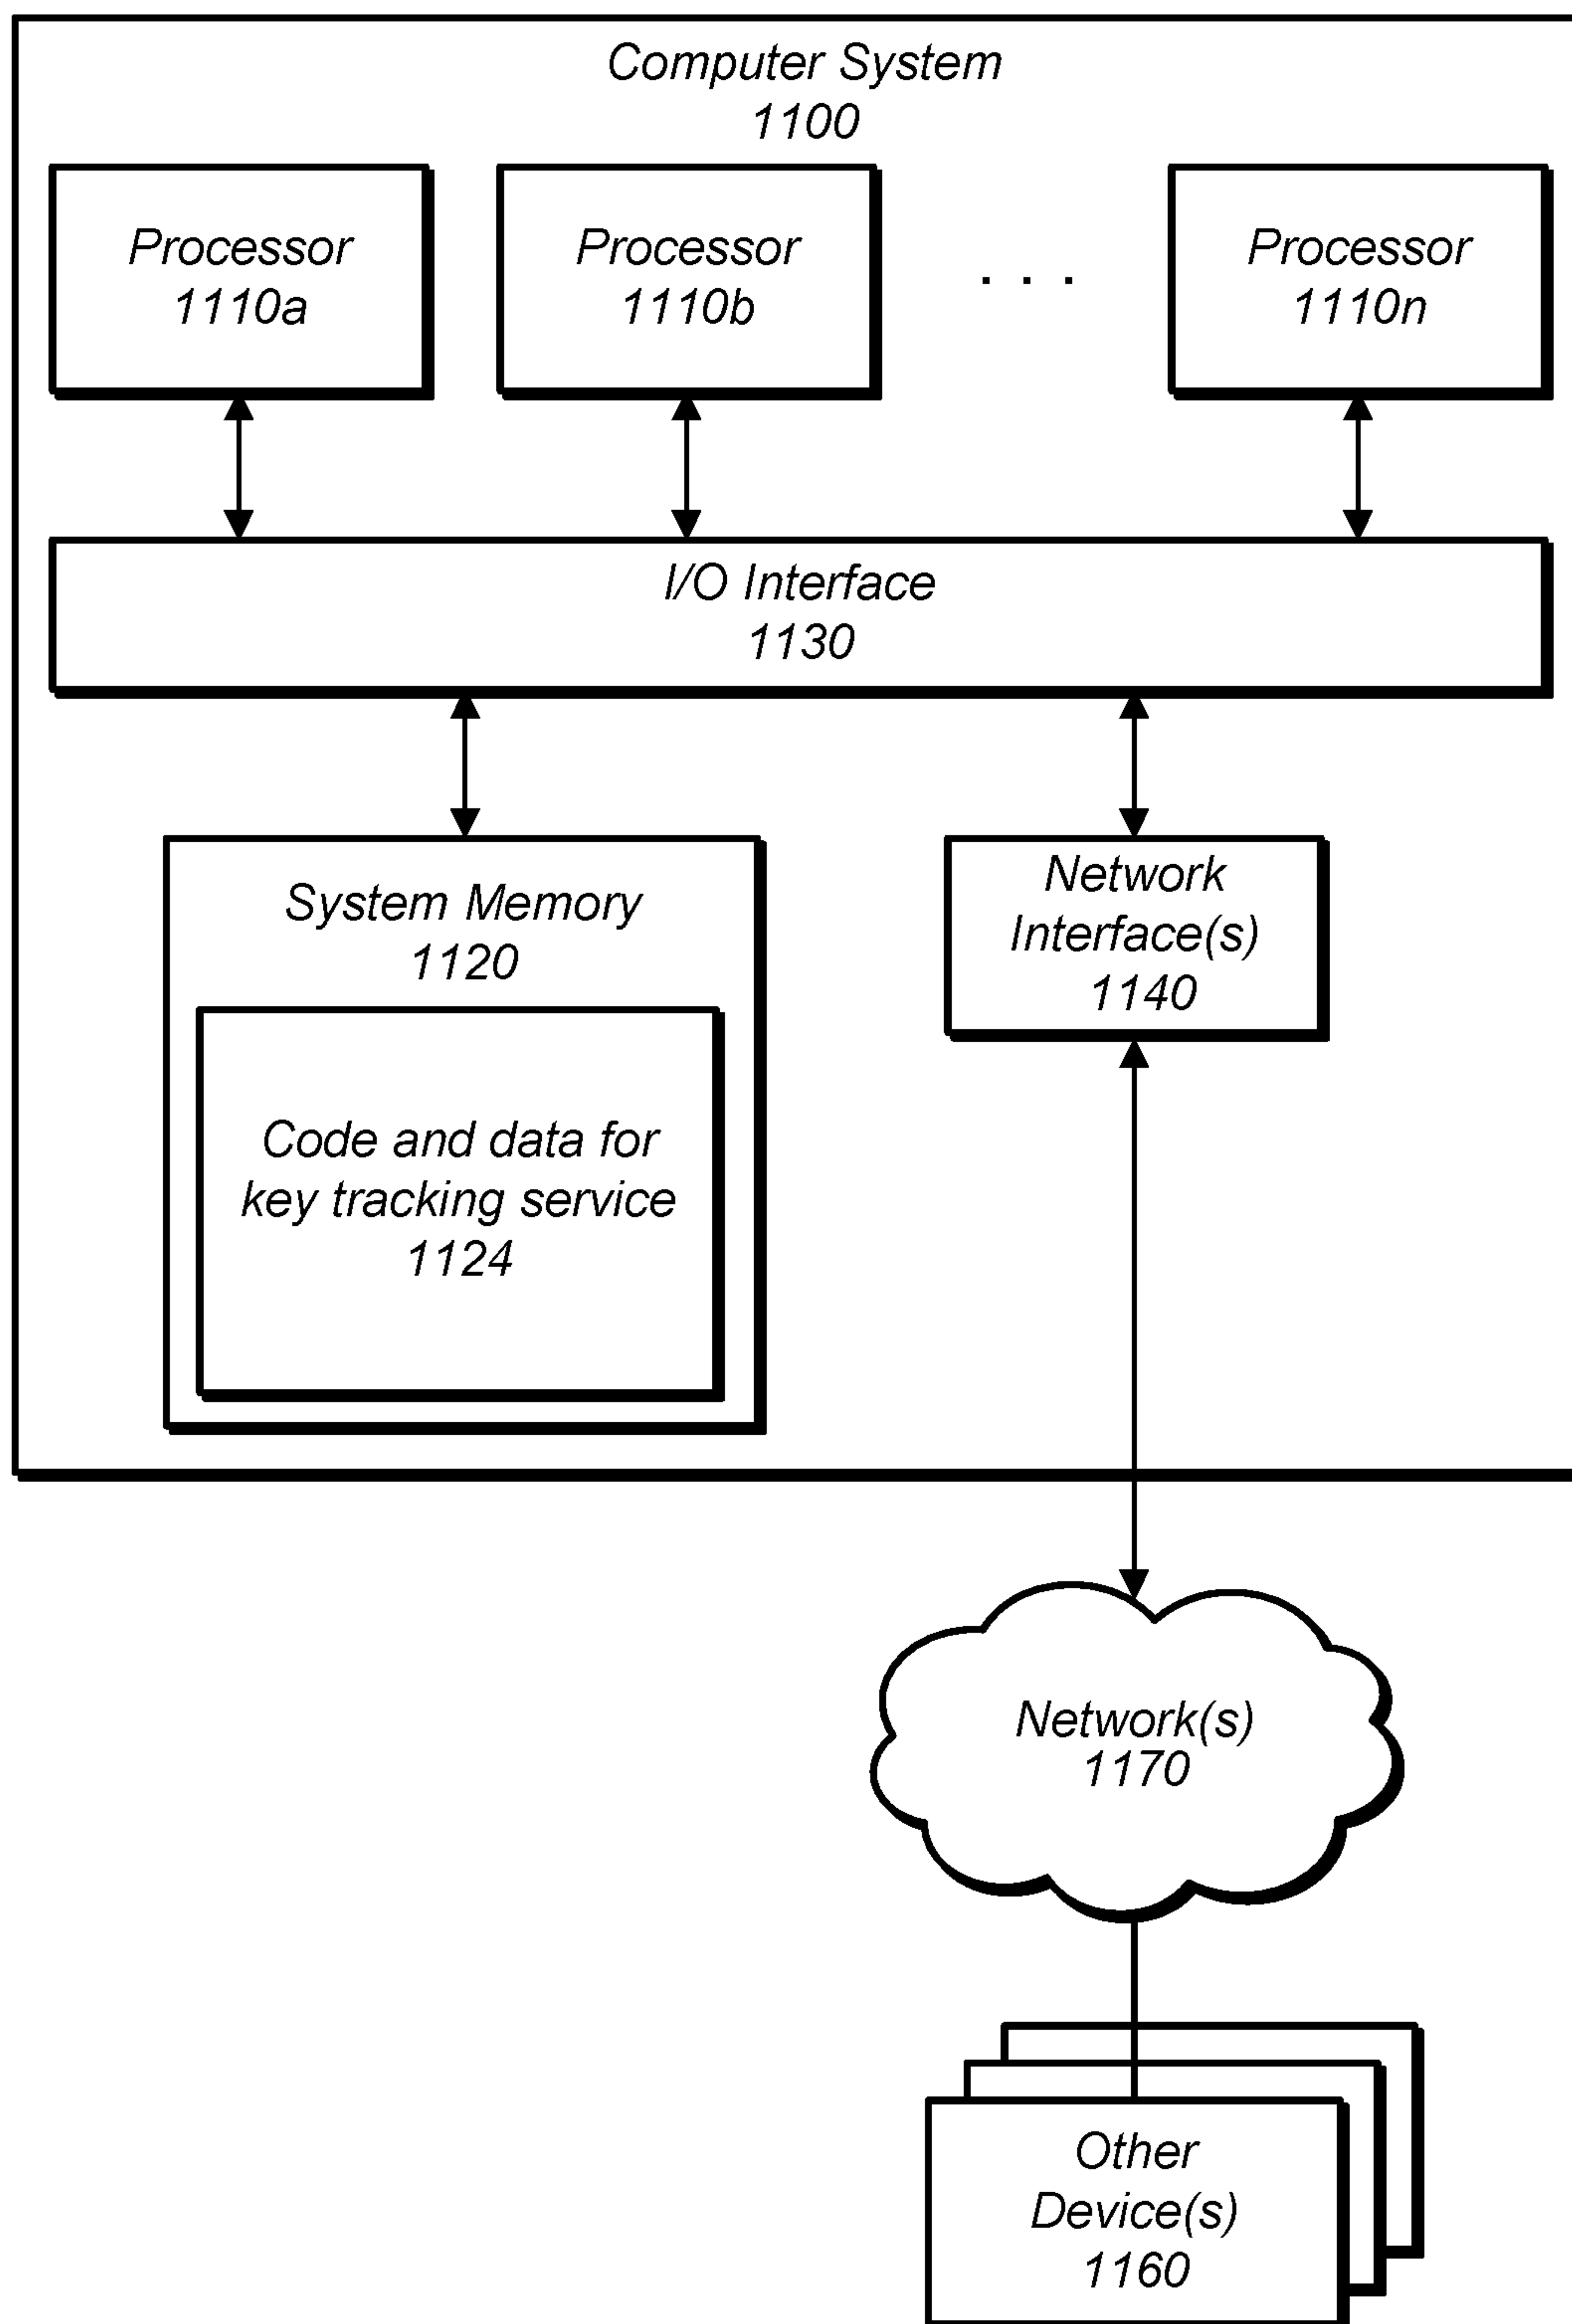 Computer System
1100
Processor
1110a
Processor
1110b
. . .
Processor
1110n
I/O Interface
1130
System Memory
1120
Code and data for
key tracking service
1124
Network
Interface(s)
1140
Network(s)
1170
Other
Device(s)
1160